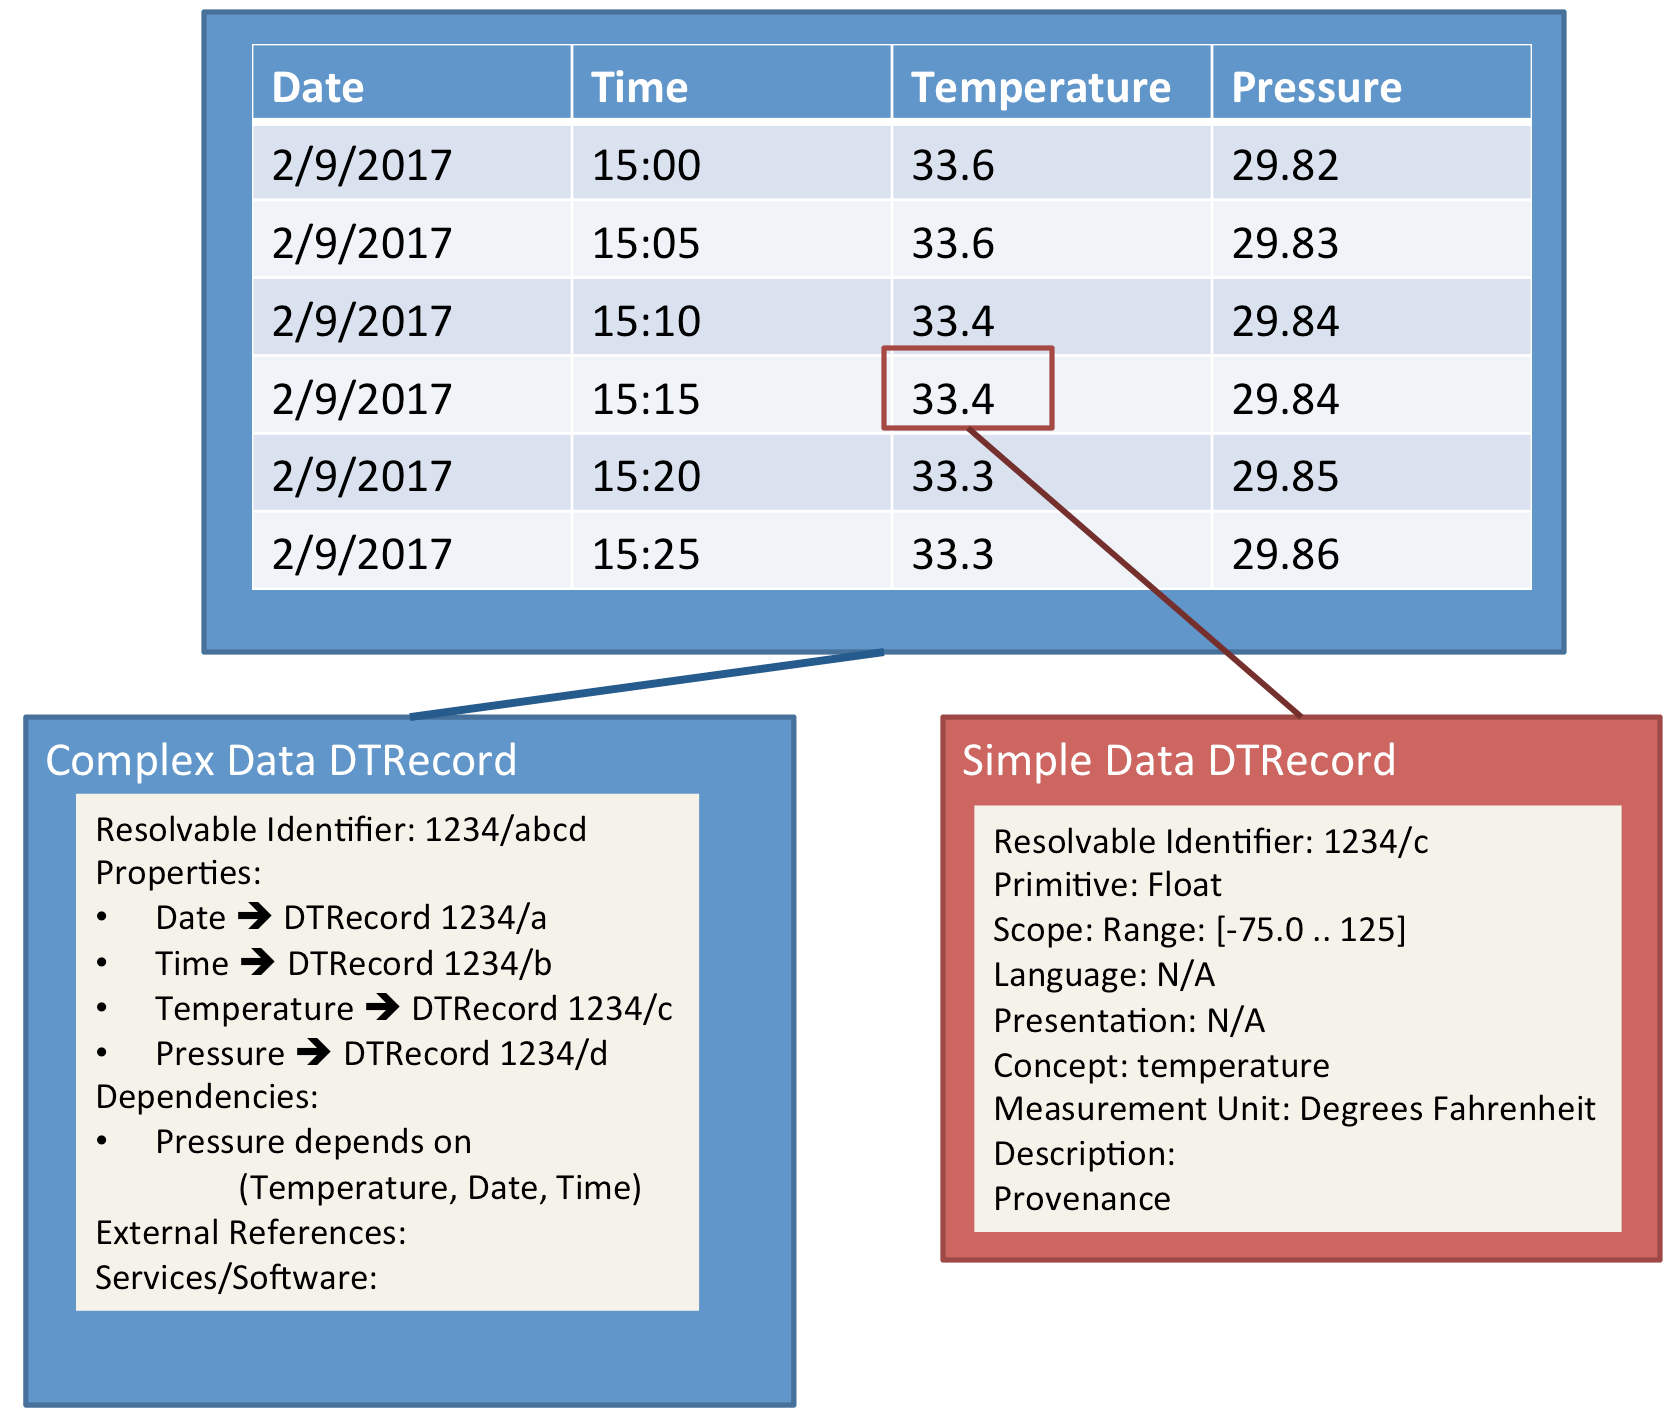 Date Time Temperature Pressure
2/9/2017 15:00 33.6 29.82
2/9/2017 15:05 33.6 29.83
2/9/2017 15:10 33.4 29.84
2/9/2017 15:15 33.4 29.84
2/9/2017 15:20 33.3 29.85
2/9/2017 15:25 33.3 29.86
Complex Data DTRecord
Resolvable Identifier: 1234/abcd
Properties:
• Date ➔ DTRecord 1234/a
• Time ➔ DTRecord 1234/b
• Temperature ➔ DTRecord 1234/c
• Pressure ➔ DTRecord 1234/d
Dependencies:
• Pressure depends on
(Temperature, Date, Time)
External References:
Services/Software:
Simple Data DTRecord
Resolvable Identifier: 1234/c
Primitive: Float
Scope: Range: [-75.0 .. 125]
Language: N/A
Presentation: N/A
Concept: temperature
Measurement Unit: Degrees Fahrenheit
Description:
Provenance